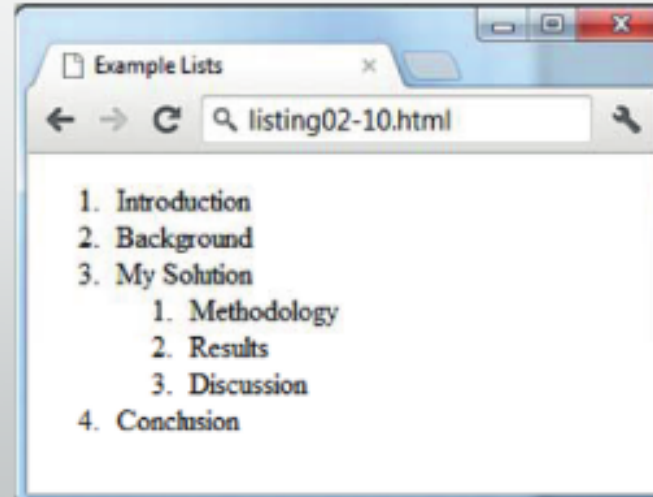 Example Lists
listing02-10.html
1. Introduction
2. Background
3. My Solution
1. Methodology
2. Results
3. Discussion
4. Conclusion